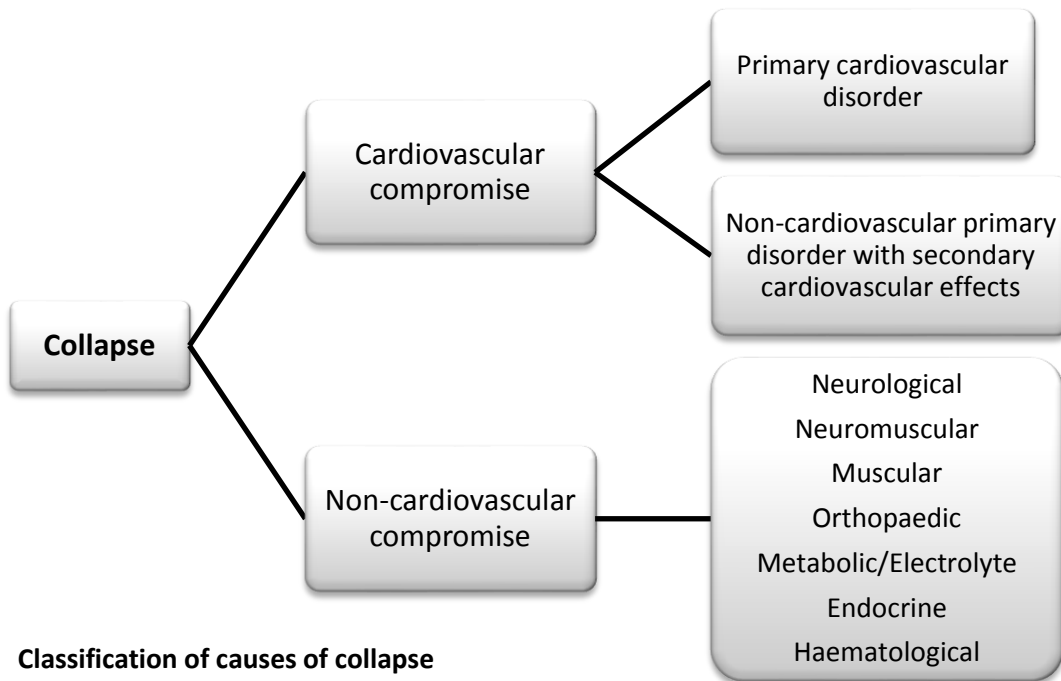 Collapse
Cardiovascular
compromise
Primary cardiovascular
disorder
Non-cardiovascular primary
disorder with secondary
cardiovascular effects
Non-cardiovascular
compromise
Neurological
Neuromuscular
Muscular
Orthopaedic
Metabolic/Electrolyte
Endocrine
Haematological
Classification of causes of collapse